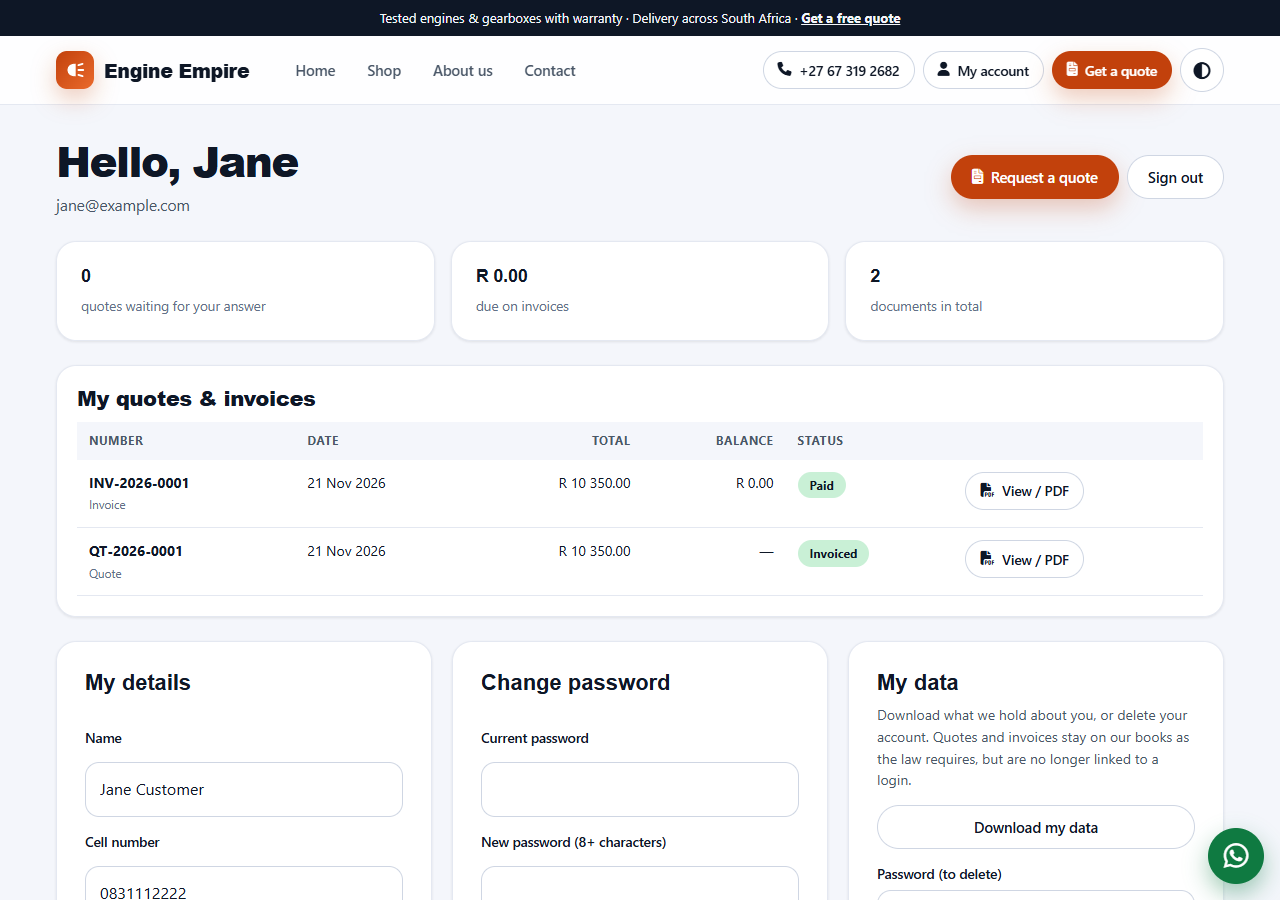 Tested engines & gearboxes with warranty · Delivery across South Africa · Get a free quote
Engine Empire Home Shop About us Contact +27 67 319 2682 My account Get a quote
Hello, Jane
jane@example.com
Request a quote Sign out
0 R 0.00 2
quotes waiting for your answer due on invoices documents in total
My quotes & invoices
NUMBER DATE TOTAL BALANCE STATUS
INV-2026-0001 21 Nov 2026 R 10 350.00 R 0.00 Paid View / PDF
Invoice
QT-2026-0001 21 Nov 2026 R 10 350.00 — Invoiced View / PDF
Quote
My details
Name
Jane Customer
Cell number
0831112222
Change password
Current password
New password (8+ characters)
My data
Download what we hold about you, or delete your
account. Quotes and invoices stay on our books as
the law requires, but are no longer linked to a
login.
Download my data
Password (to delete)